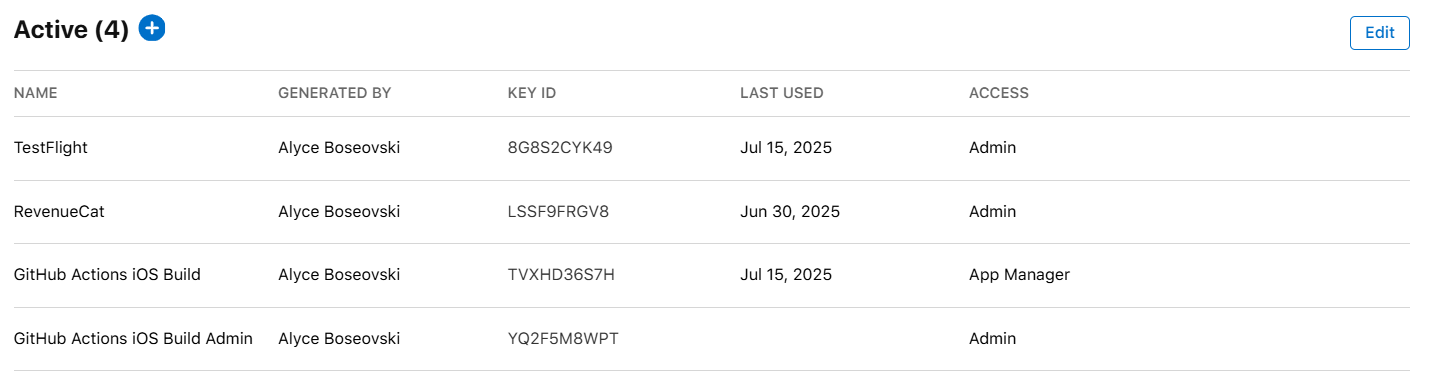 Active (4)
Edit
NAME GENERATED BY KEY ID LAST USED ACCESS
TestFlight Alyce Boseovski 8G8S2CYK49 Jul 15, 2025 Admin
RevenueCat Alyce Boseovski LSSF9FRGV8 Jun 30, 2025 Admin
GitHub Actions iOS Build Alyce Boseovski TVXHD36S7H Jul 15, 2025 App Manager
GitHub Actions iOS Build Admin Alyce Boseovski YQ2F5M8WPT Admin